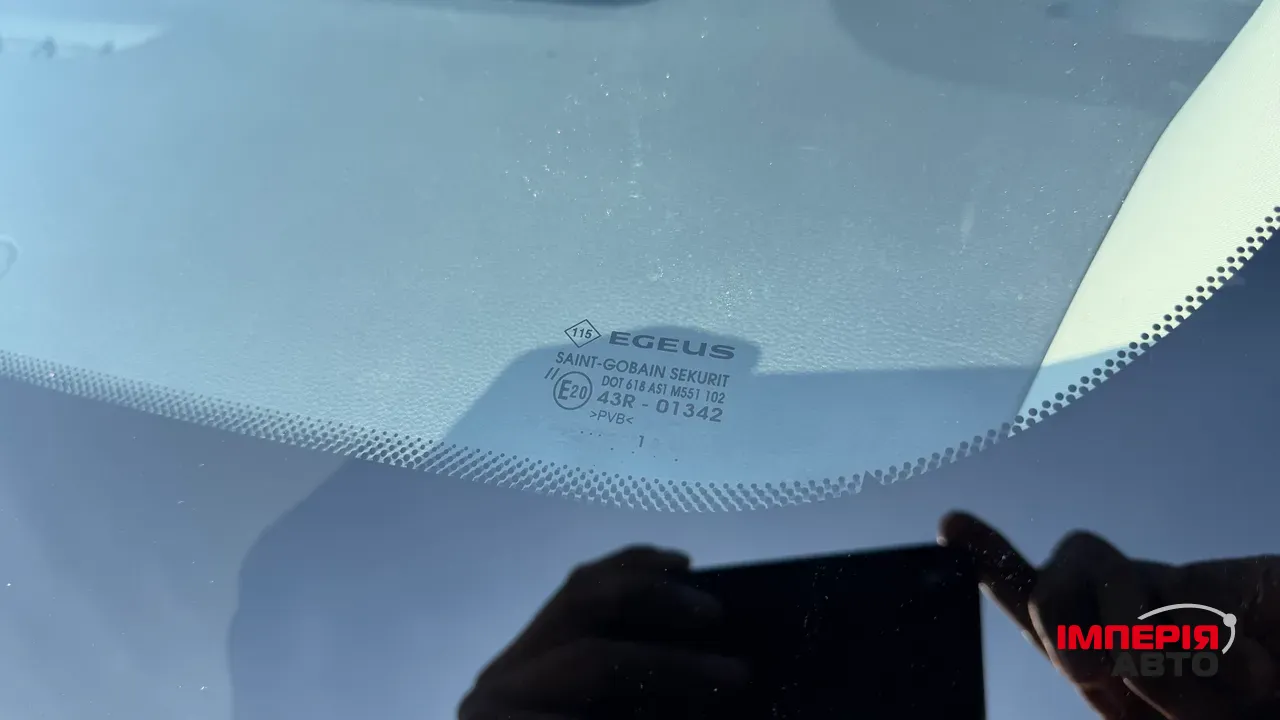 115 EGEUS
SAINT-GOBAIN SEKURIT
DOT 618 AS1 M551 102
// E20 43R - 01342
>PVB<
1
ІМПЕРІЯ
АВТО